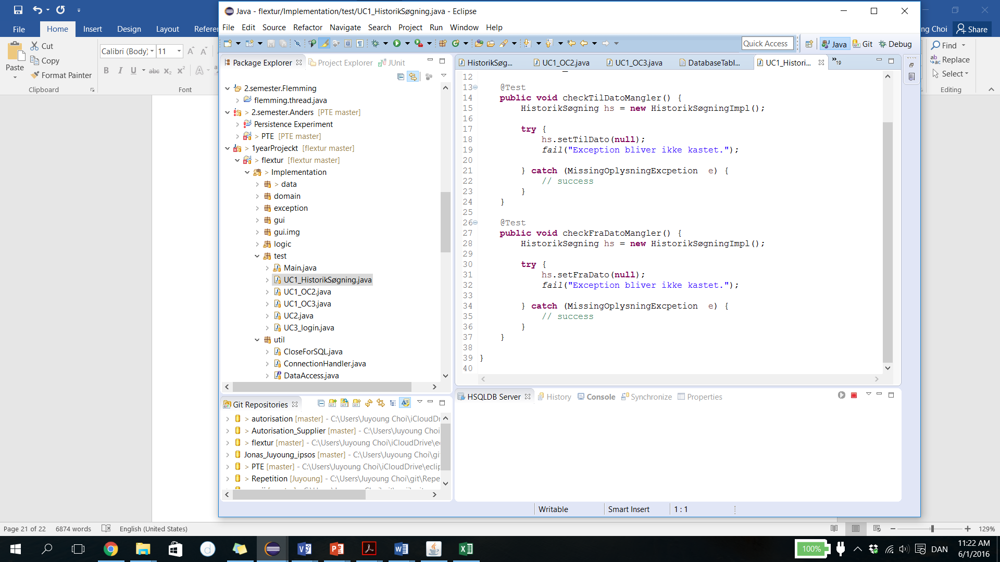 Java - flextur/Implementation/test/UC1_HistorikSøgning.java - Eclipse
File Home Insert Design Layout Referen
ng Choi Share
File Edit Source Refactor Navigate Search Project Run Window Help
Cut
Copy
Format Painter
Paste
Clipboard
Calibri (Body) 11
B I U abc x₂ x² A
Font
Find
Replace
Select
Editing
Quick Access Java Git Debug
Package Explorer Project Explorer JUnit
2.semester.Flemming
flemming.thread.java
> 2.semester.Anders [PTE master]
Persistence Experiment
> PTE [PTE master]
> 1yearProjeckt [flextur master]
> flextur [flextur master]
> Implementation
> data
domain
exception
gui
gui.img
logic
test
Main.java
UC1_HistorikSøgning.java
UC1_OC2.java
UC1_OC3.java
UC2.java
UC3_login.java
util
CloseForSQL.java
ConnectionHandler.java
DataAccess.java
HistorikSøg... UC1_OC2.java UC1_OC3.java DatabaseTabl... UC1_Histori... »19
12
13 @Test
14 public void checkTilDatoMangler() {
15 HistorikSøgning hs = new HistorikSøgningImpl();
16
17 try {
18 hs.setTilDato(null);
19 fail("Exception bliver ikke kastet.");
20
21 } catch (MissingOplysningExcpetion e) {
22 // success
23 }
24 }
25
26 @Test
27 public void checkFraDatoMangler() {
28 HistorikSøgning hs = new HistorikSøgningImpl();
29
30 try {
31 hs.setFraDato(null);
32 fail("Exception bliver ikke kastet.");
33
34 } catch (MissingOplysningExcpetion e) {
35 // success
36 }
37 }
38
39 }
40
Git Repositories
> autorisation [master] - C:\Users\Juyoung Choi\iCloudDr
> Autorisation_Supplier [master] - C:\Users\Juyoung Choi
> flextur [master] - C:\Users\Juyoung Choi\iCloudDrive\e
Jonas_Juyoung_ipsos [master] - C:\Users\Juyoung Choi\gi
> PTE [master] - C:\Users\Juyoung Choi\iCloudDrive\eclip
> Repetition [Juyoung] - C:\Users\Juyoung Choi\git\Repe
HSQLDB Server History Console Synchronize Properties
Writable Smart Insert 1 : 1
Page 21 of 22 6874 words English (United States) 129%
100% DAN 11:22 AM
6/1/2016